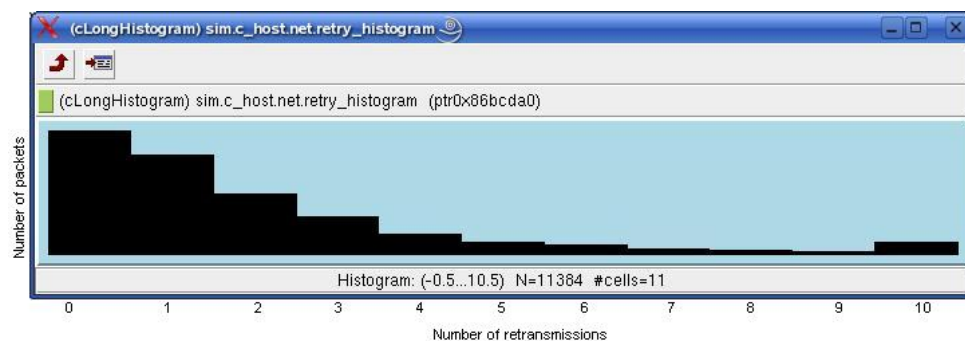 (cLongHistogram) sim.c_host.net.retry_histogram
(cLongHistogram) sim.c_host.net.retry_histogram (ptr0x86bcda0)
Number of packets
Histogram: (-0.5...10.5) N=11384 #cells=11
0 1 2 3 4 5 6 7 8 9 10
Number of retransmissions